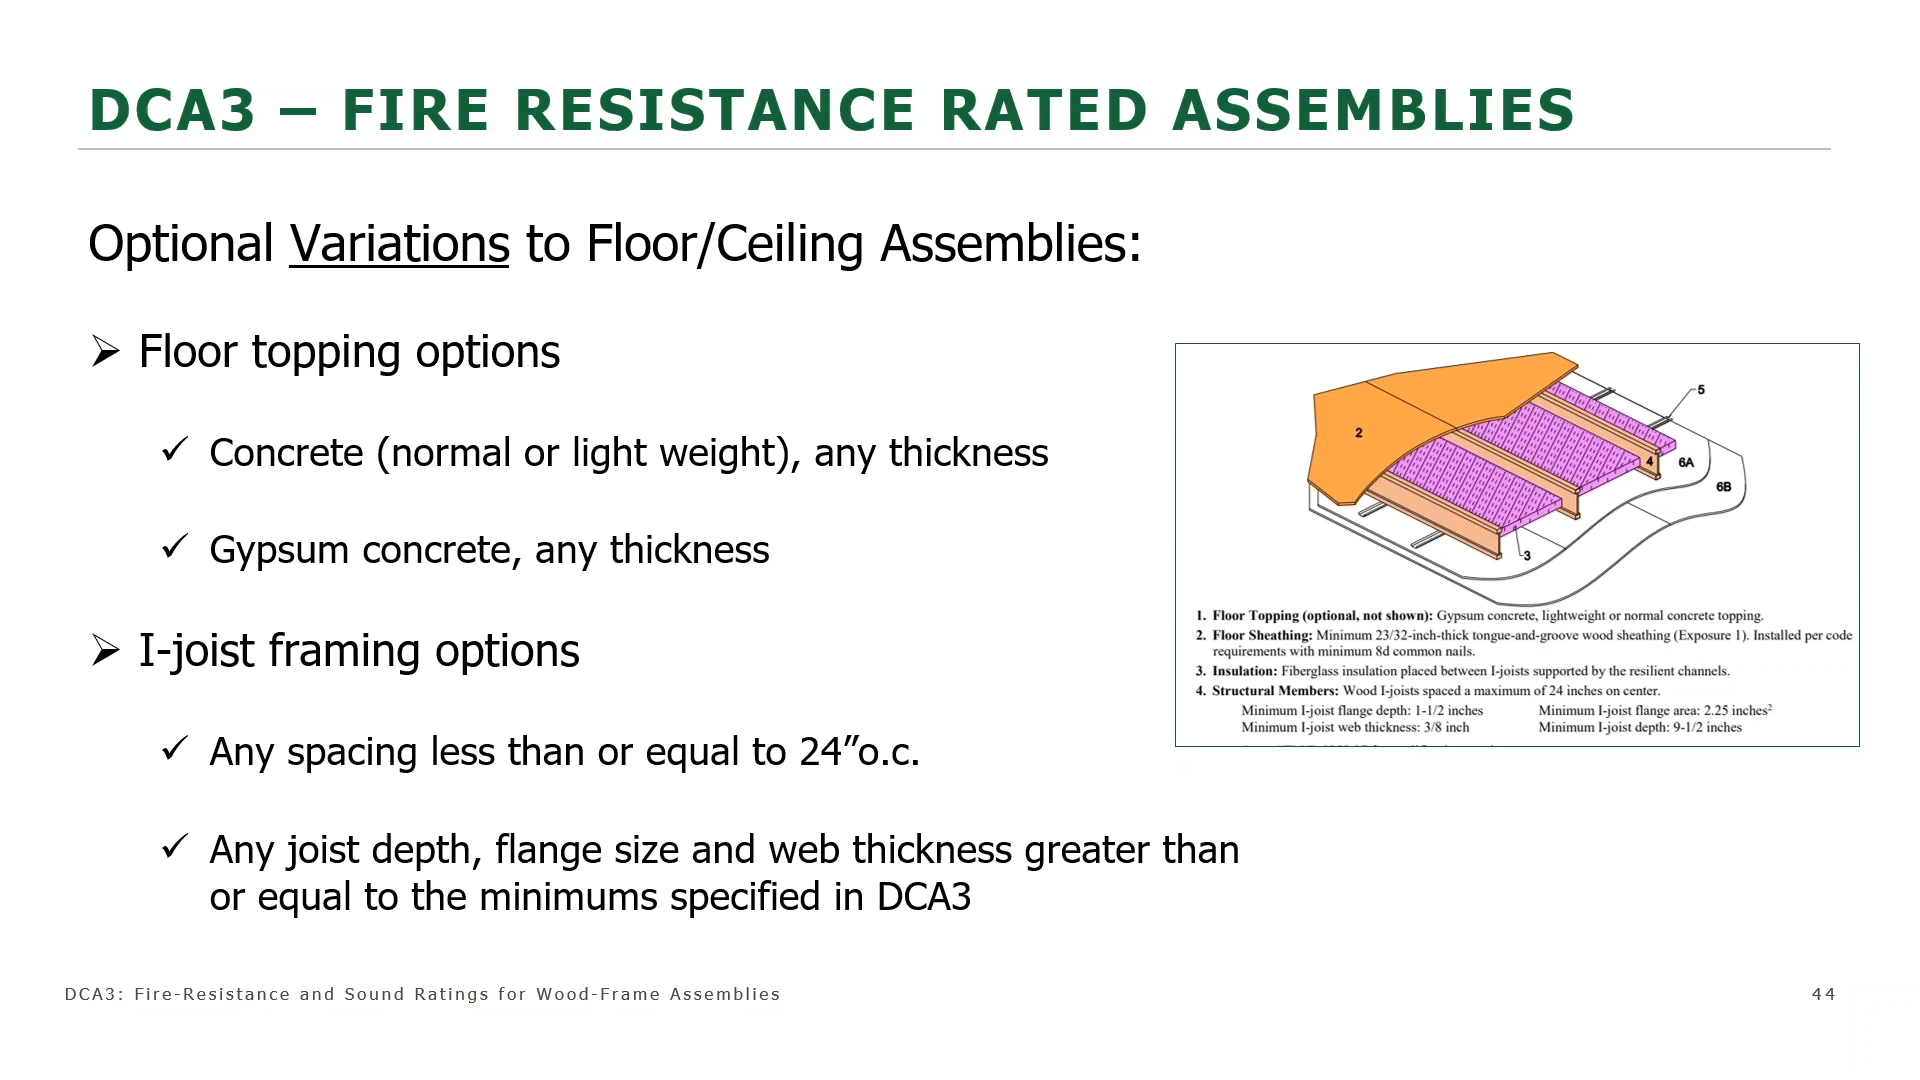 DCA3 – FIRE RESISTANCE RATED ASSEMBLIES
Optional Variations to Floor/Ceiling Assemblies:
➢ Floor topping options
✓ Concrete (normal or light weight), any thickness
✓ Gypsum concrete, any thickness
➢ I-joist framing options
✓ Any spacing less than or equal to 24”o.c.
✓ Any joist depth, flange size and web thickness greater than
or equal to the minimums specified in DCA3
2
5
4
6A
6B
3
1. Floor Topping (optional, not shown): Gypsum concrete, lightweight or normal concrete topping.
2. Floor Sheathing: Minimum 23/32-inch-thick tongue-and-groove wood sheathing (Exposure 1). Installed per code
requirements with minimum 8d common nails.
3. Insulation: Fiberglass insulation placed between I-joists supported by the resilient channels.
4. Structural Members: Wood I-joists spaced a maximum of 24 inches on center.
Minimum I-joist flange depth: 1-1/2 inches Minimum I-joist flange area: 2.25 inches²
Minimum I-joist web thickness: 3/8 inch Minimum I-joist depth: 9-1/2 inches
DCA3: Fire-Resistance and Sound Ratings for Wood-Frame Assemblies
44